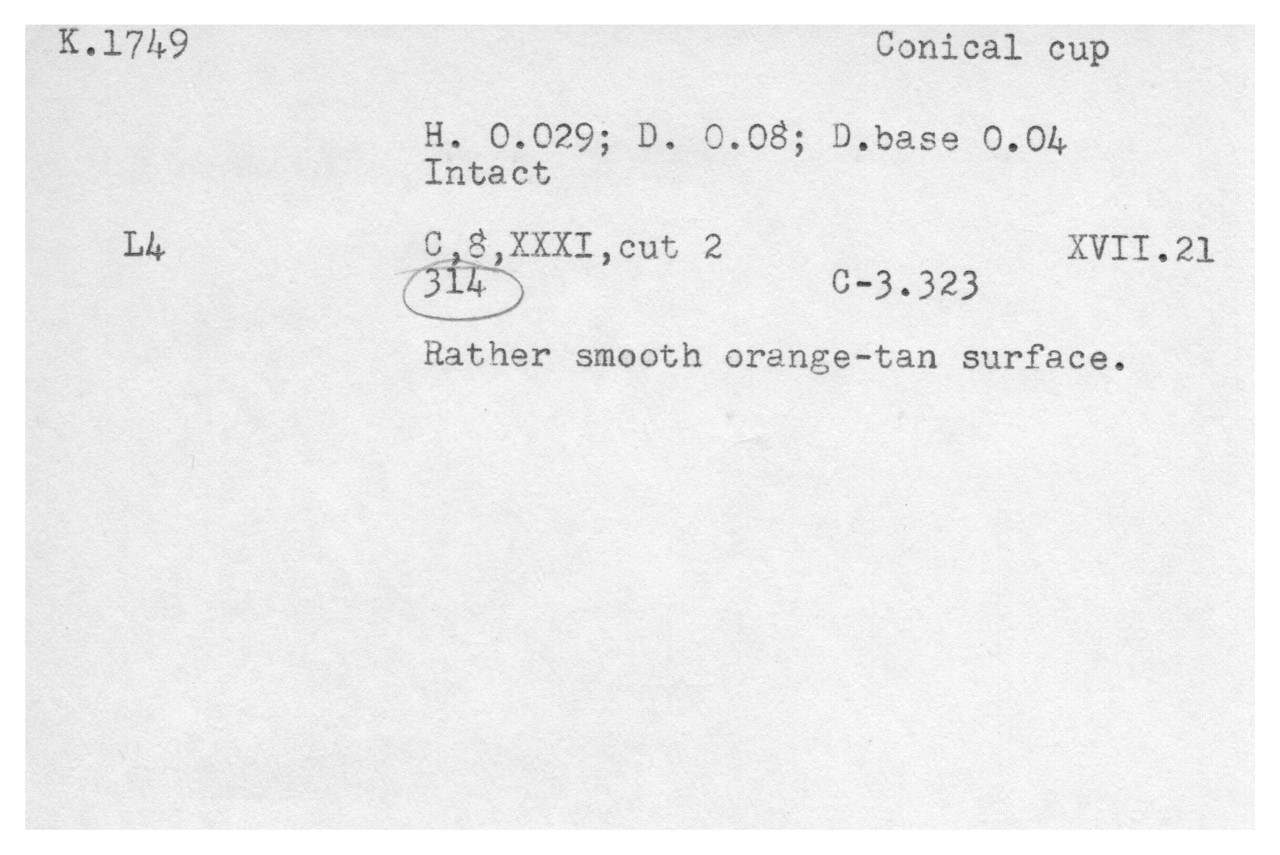 K.1749 Conical cup
H. 0.029; D. 0.08; D.base 0.04
Intact
L4 C,8,XXXI,cut 2 XVII.21
314 C-3.323
Rather smooth orange-tan surface.